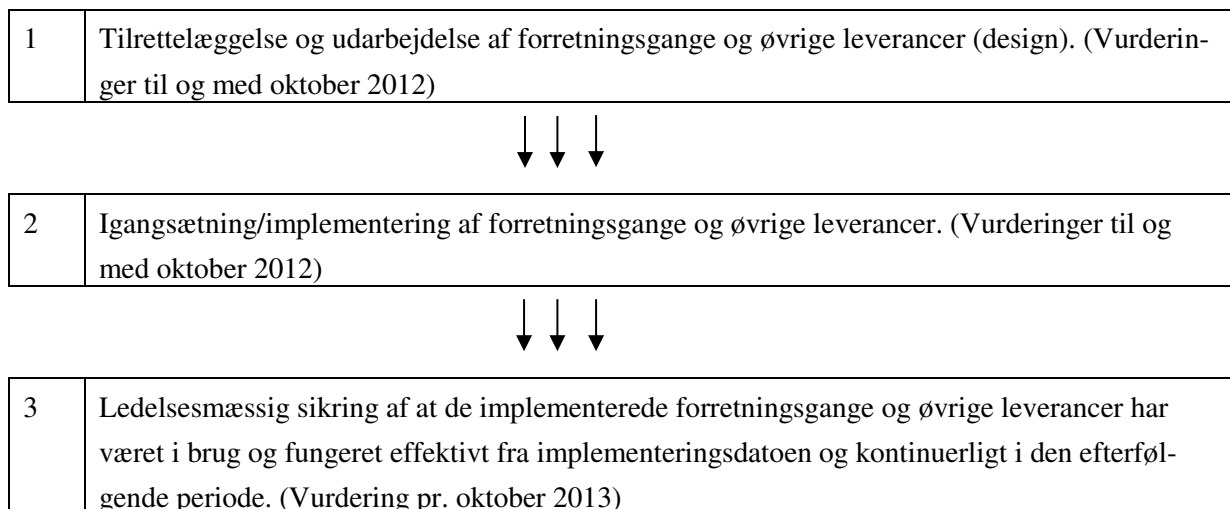 1 Tilrettelæggelse og udarbejdelse af forretningsgange og øvrige leverancer (design). (Vurderin-
ger til og med oktober 2012)
2 Igangsætning/implementering af forretningsgange og øvrige leverancer. (Vurderinger til og
med oktober 2012)
3 Ledelsesmæssig sikring af at de implementerede forretningsgange og øvrige leverancer har
været i brug og fungeret effektivt fra implementeringsdatoen og kontinuerligt i den efterføl-
gende periode. (Vurdering pr. oktober 2013)